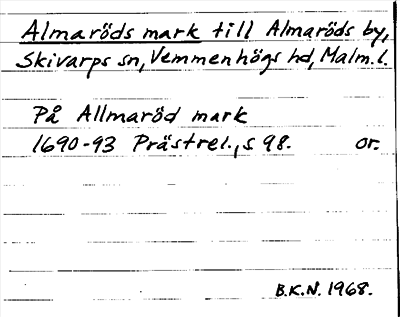 Almaröds mark till Almaröds by,
Skivarps sn, Vemmenhögs hd, Malm.l.
På Allmaröd mark
1690-93 Prästrel., s 98. or.
B.K.N. 1968.